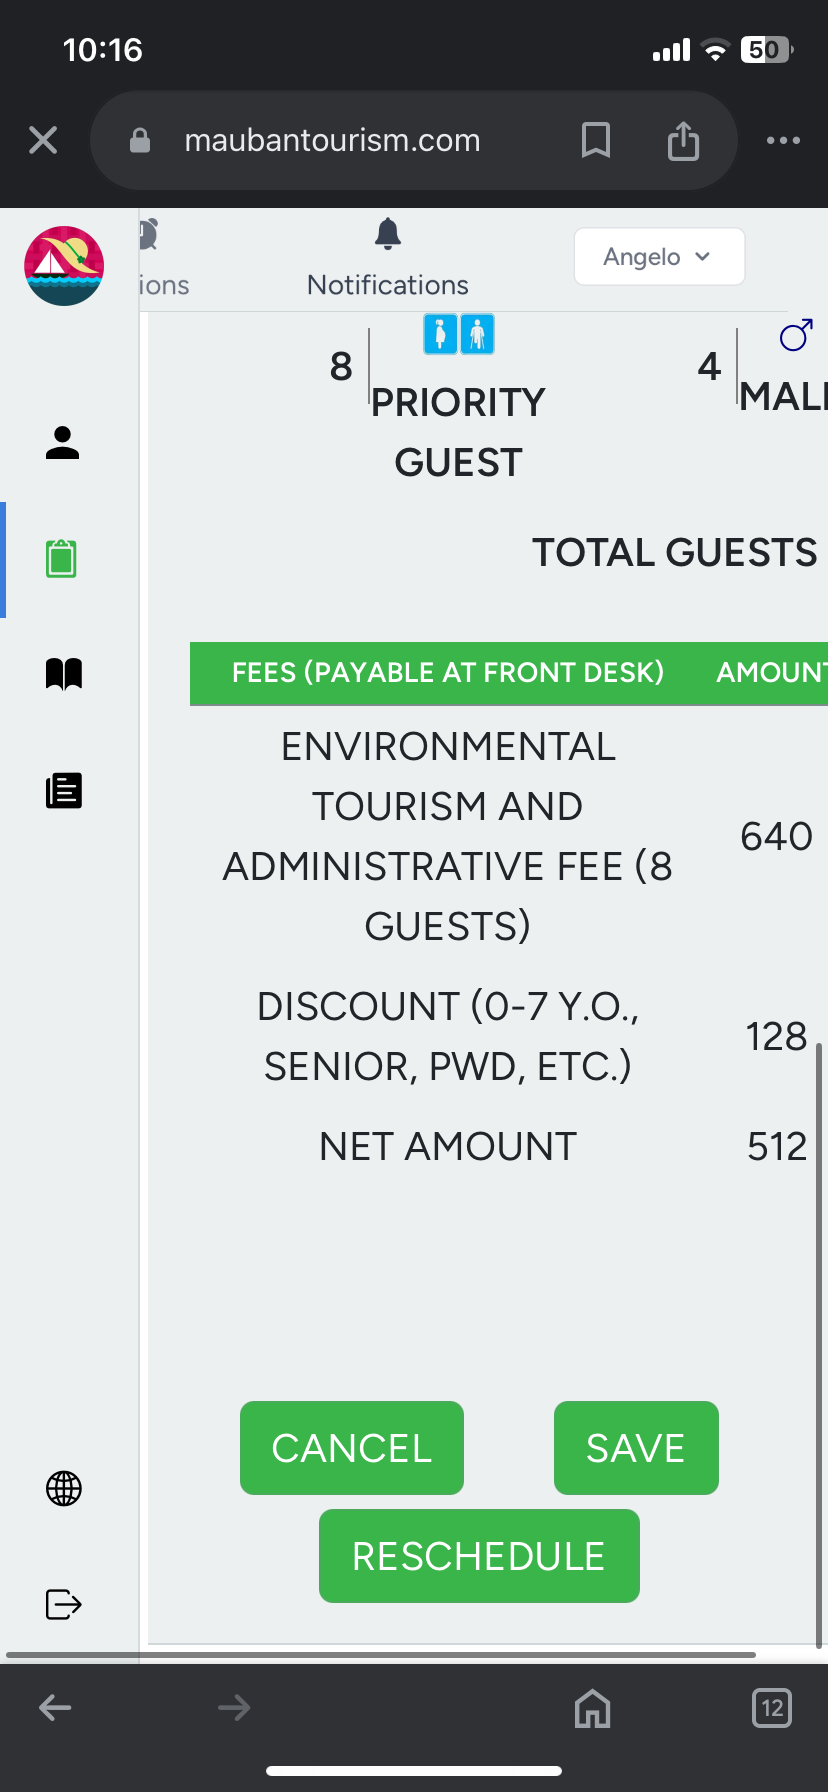 10:16
50
maubantourism.com
ions
Notifications
Angelo
8
PRIORITY
GUEST
4
MALE
TOTAL GUESTS
FEES (PAYABLE AT FRONT DESK)
AMOUNT
ENVIRONMENTAL
TOURISM AND
ADMINISTRATIVE FEE (8
GUESTS)
640
DISCOUNT (0-7 Y.O.,
SENIOR, PWD, ETC.)
128
NET AMOUNT
512
CANCEL
SAVE
RESCHEDULE
12